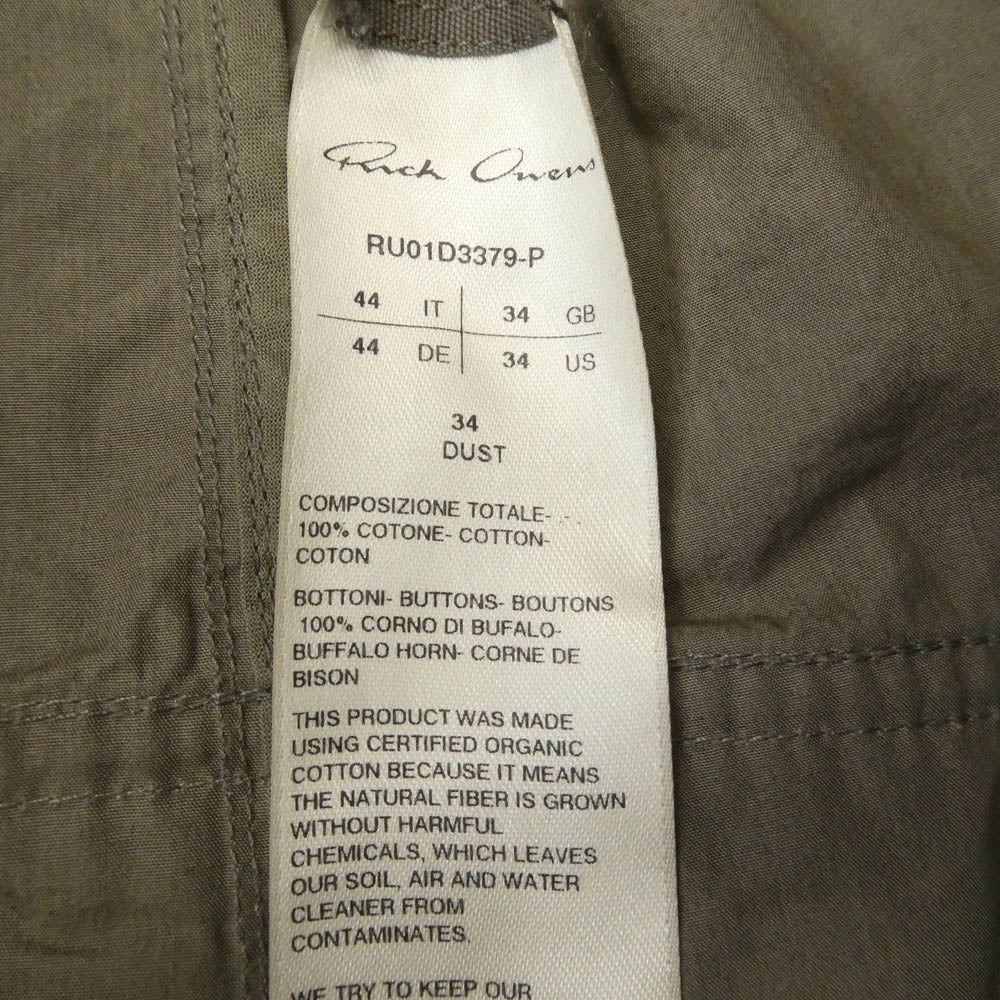 Rick Owens
RU01D3379-P
44 IT 34 GB
44 DE 34 US
34
DUST
COMPOSIZIONE TOTALE-
100% COTONE- COTTON-
COTON
BOTTONI- BUTTONS- BOUTONS
100% CORNO DI BUFALO-
BUFFALO HORN- CORNE DE
BISON
THIS PRODUCT WAS MADE
USING CERTIFIED ORGANIC
COTTON BECAUSE IT MEANS
THE NATURAL FIBER IS GROWN
WITHOUT HARMFUL
CHEMICALS, WHICH LEAVES
OUR SOIL, AIR AND WATER
CLEANER FROM
CONTAMINATES.
WE TRY TO KEEP OUR